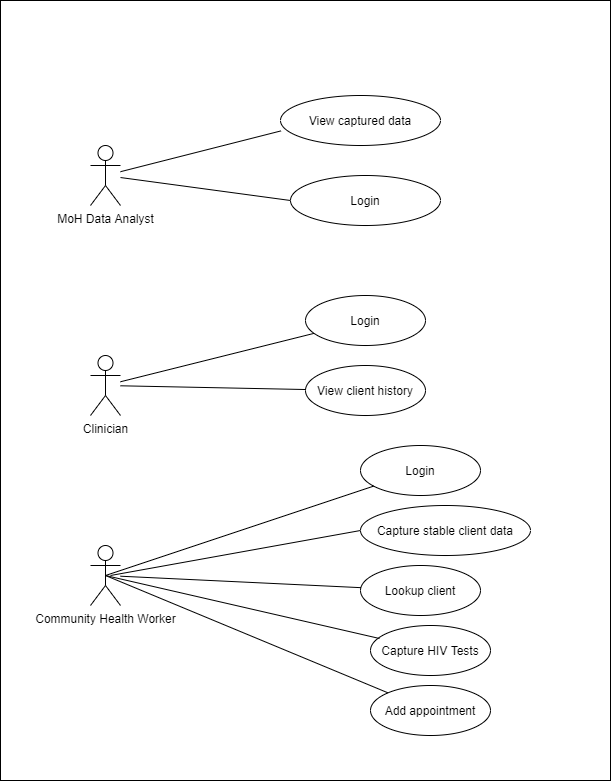 View captured data
MoH Data Analyst
Login
Login
Clinician
View client history
Login
Capture stable client data
Lookup client
Community Health Worker
Capture HIV Tests
Add appointment